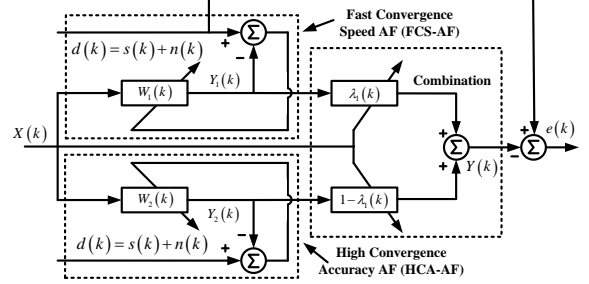 Fast Convergence
Speed AF (FCS-AF)
d(k) = s(k) + n(k)
+
Σ
−
W₁(k)
Y₁(k)
λ₁(k)
Combination
X(k)
+
Σ
+
Y(k)
+
−
Σ
e(k)
W₂(k)
Y₂(k)
1−λ₁(k)
−
d(k) = s(k) + n(k)
+
Σ
High Convergence
Accuracy AF (HCA-AF)